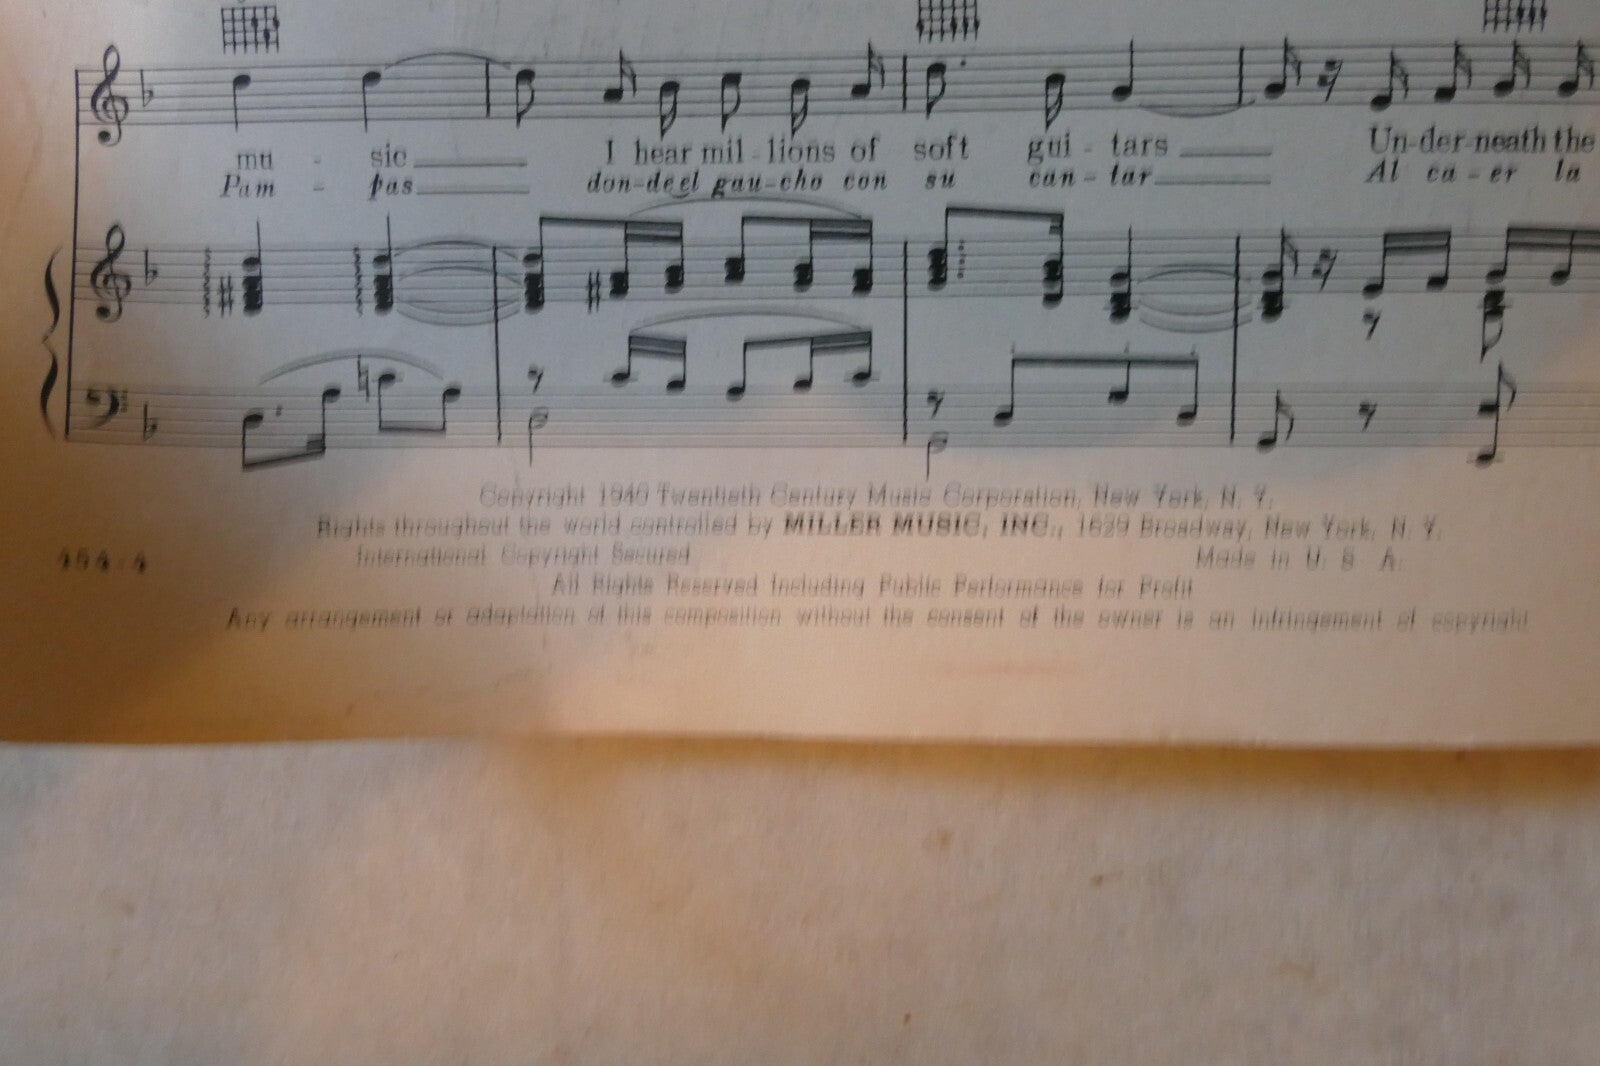 mu - sic I hear mil - lions of soft gui - tars Un-der-neath the
Pam - pas don-de el gau-cho con su can - tar Al ca - er la
Copyright 1940 Twentieth Century Music Corporation, New York, N. Y.
Rights throughout the world controlled by MILLER MUSIC, INC., 1629 Broadway, New York, N. Y.
454-4 International Copyright Secured Made in U. S. A.
All Rights Reserved Including Public Performance for Profit
Any arrangement or adaptation of this composition without the consent of the owner is an infringement of copyright